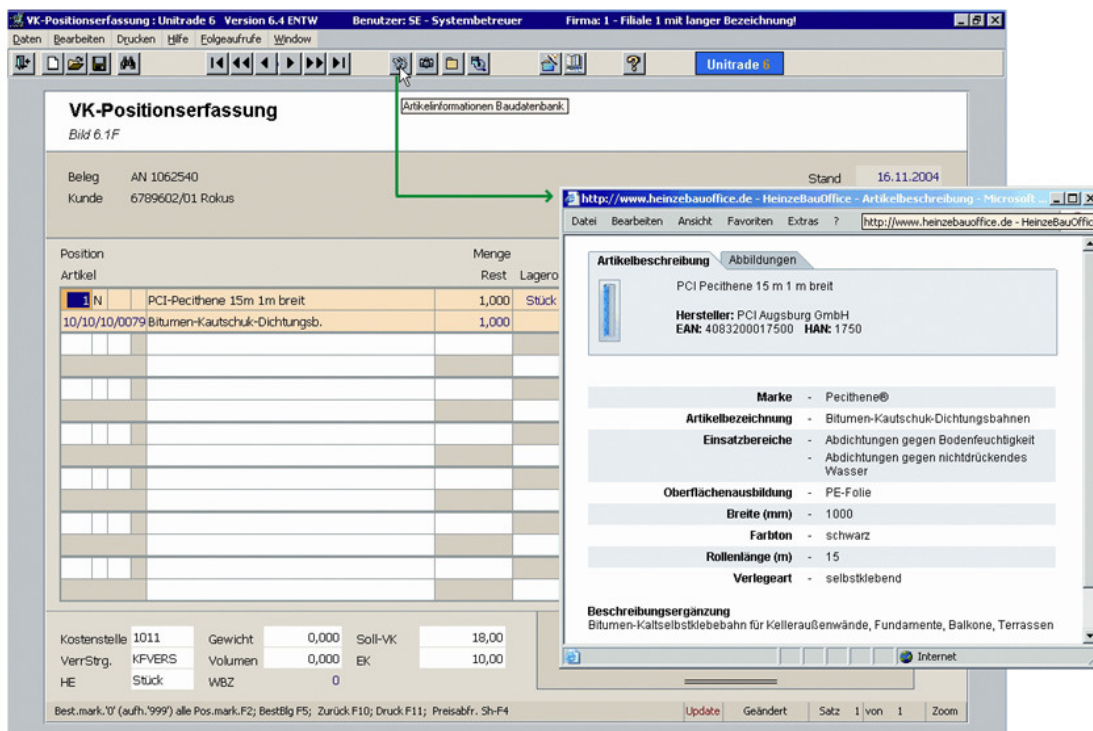 VK-Positionserfassung : Unitrade 6 Version 6.4 ENTW Benutzer: SE - Systembetreuer Firma: 1 - Filiale 1 mit langer Bezeichnung!
Daten Bearbeiten Drucken Hilfe Folgeaufrufe Window
Unitrade 6
Artikelinformationen Baudatenbank
VK-Positionserfassung
Bild 6.1F
Beleg AN 1062540 Stand 16.11.2004
Kunde 6789602/01 Rokus
Position Menge
Artikel Rest Lagero
1 N PCI-Pecithene 15m 1m breit 1,000 Stück
10/10/10/0079 Bitumen-Kautschuk-Dichtungsb. 1,000
Kostenstelle 1011 Gewicht 0,000 Soll-VK 18,00
VerrStrg. KFVERS Volumen 0,000 EK 10,00
HE Stück WBZ 0
Best.mark.'0' (aufh.'999') alle Pos.mark.F2; BestBlg F5; Zurück F10; Druck F11; Preisabfr. Sh-F4 Update Geändert Satz 1 von 1 Zoom
http://www.heinzebauoffice.de - HeinzeBauOffice - Artikelbeschreibung - Microsoft ...
Datei Bearbeiten Ansicht Favoriten Extras ? http://www.heinzebauoffice.de - HeinzeBauOffic
Artikelbeschreibung Abbildungen
PCI Pecithene 15 m 1 m breit
Hersteller: PCI Augsburg GmbH
EAN: 4083200017500 HAN: 1750
Marke - Pecithene®
Artikelbezeichnung - Bitumen-Kautschuk-Dichtungsbahnen
Einsatzbereiche - Abdichtungen gegen Bodenfeuchtigkeit
- Abdichtungen gegen nichtdrückendes
Wasser
Oberflächenausbildung - PE-Folie
Breite (mm) - 1000
Farbton - schwarz
Rollenlänge (m) - 15
Verlegeart - selbstklebend
Beschreibungsergänzung
Bitumen-Kaltselbstklebebahn für Kelleraußenwände, Fundamente, Balkone, Terrassen
Internet